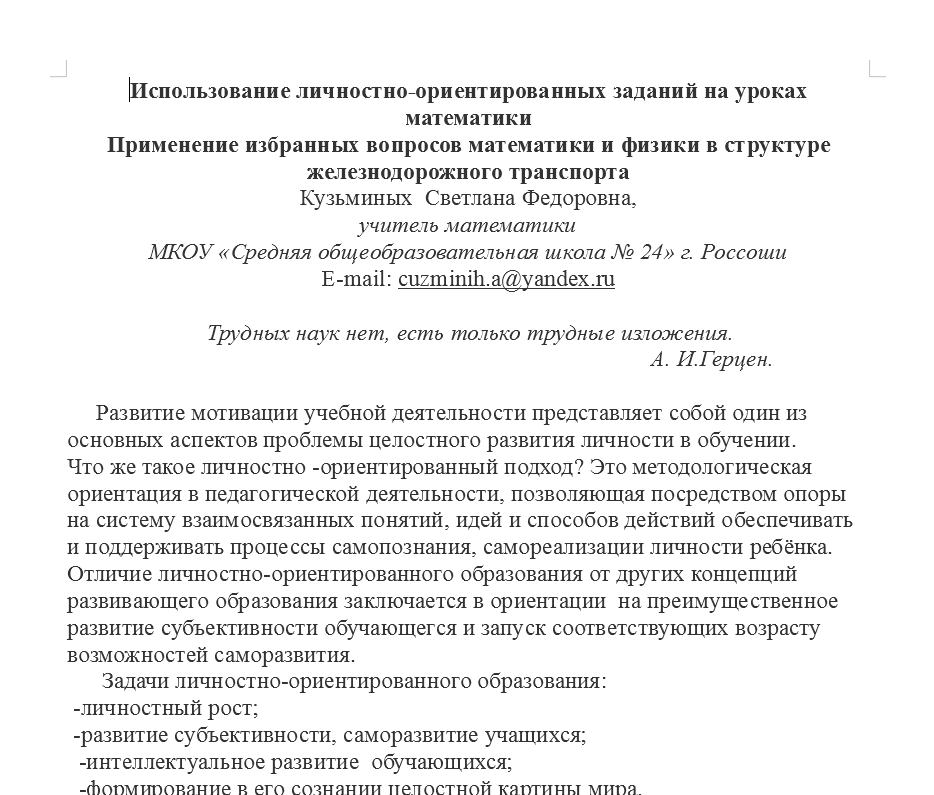 Использование личностно-ориентированных заданий на уроках
математики
Применение избранных вопросов математики и физики в структуре
железнодорожного транспорта
Кузьминых  Светлана Федоровна,
учитель математики
МКОУ «Средняя общеобразовательная школа № 24» г. Россоши
E-mail: cuzminih.a@yandex.ru
Трудных наук нет, есть только трудные изложения.
А. И.Герцен.
Развитие мотивации учебной деятельности представляет собой один из
основных аспектов проблемы целостного развития личности в обучении.
Что же такое личностно -ориентированный подход? Это методологическая
ориентация в педагогической деятельности, позволяющая посредством опоры
на систему взаимосвязанных понятий, идей и способов действий обеспечивать
и поддерживать процессы самопознания, самореализации личности ребёнка.
Отличие личностно-ориентированного образования от других концепций
развивающего образования заключается в ориентации  на преимущественное
развитие субъективности обучающегся и запуск соответствующих возрасту
возможностей саморазвития.
Задачи личностно-ориентированного образования:
-личностный рост;
-развитие субъективности, саморазвитие учащихся;
-интеллектуальное развитие  обучающихся;
-формирование в его сознании целостной картины мира.